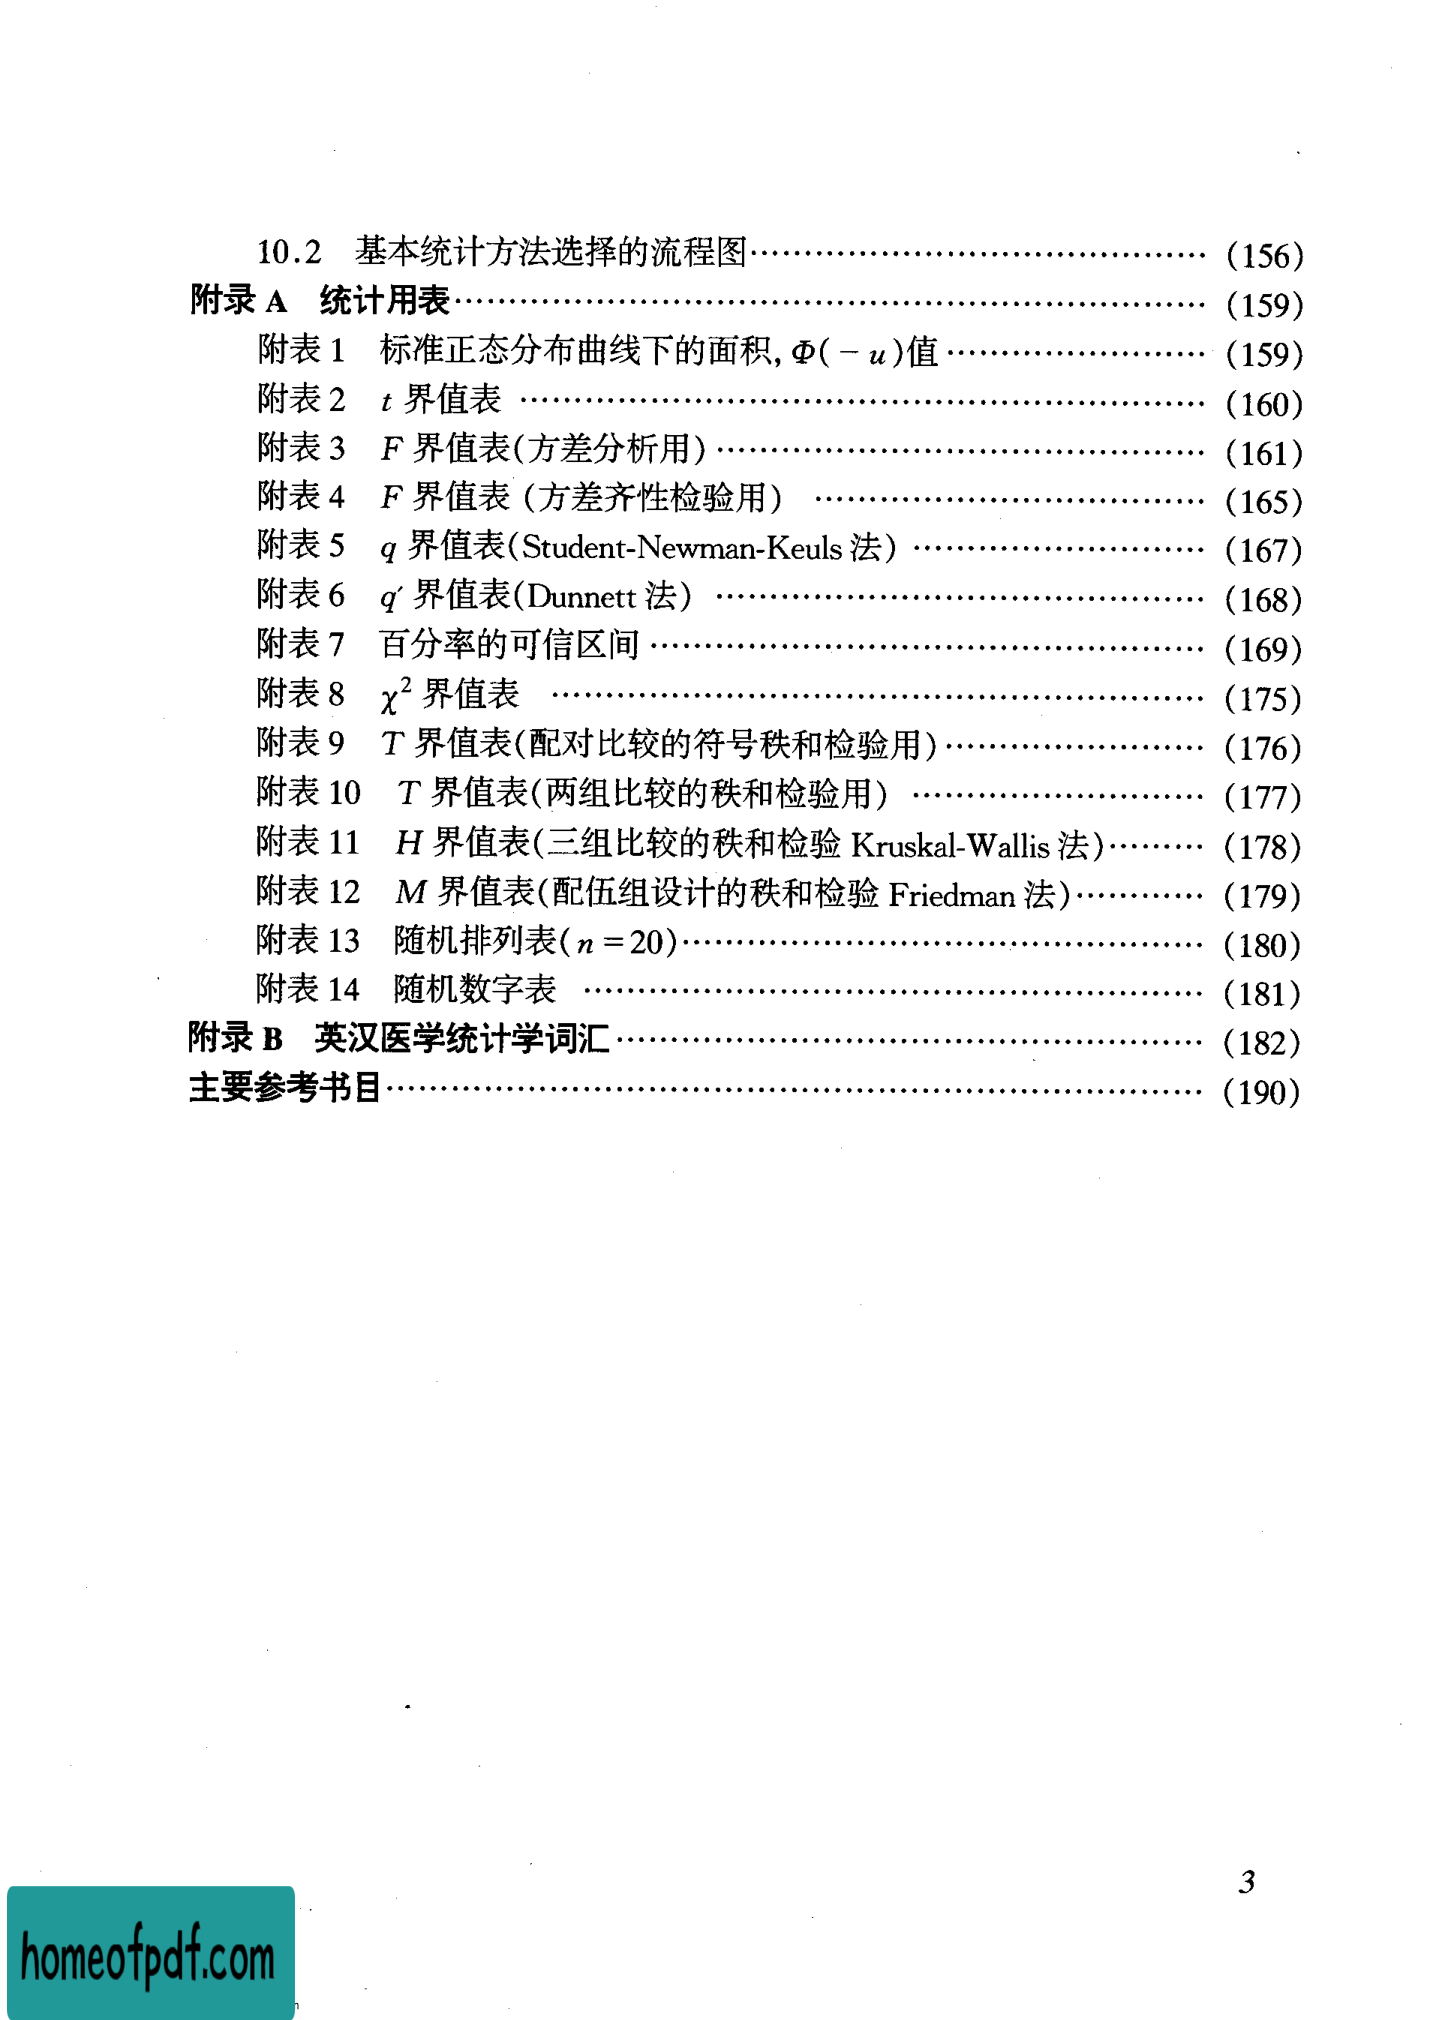 10.2 基本统计方法选择的流程图…………………………………… (156)
附录 A 统计用表…………………………………………………………… (159)
附表 1 标准正态分布曲线下的面积, Φ(－u)值…………………… (159)
附表 2 t 界值表……………………………………………………… (160)
附表 3 F 界值表(方差分析用)……………………………………… (161)
附表 4 F 界值表 (方差齐性检验用)……………………………… (165)
附表 5 q 界值表(Student-Newman-Keuls 法)……………………… (167)
附表 6 q′ 界值表(Dunnett 法)……………………………………… (168)
附表 7 百分率的可信区间…………………………………………… (169)
附表 8 χ² 界值表…………………………………………………… (175)
附表 9 T 界值表(配对比较的符号秩和检验用)…………………… (176)
附表 10 T 界值表(两组比较的秩和检验用)……………………… (177)
附表 11 H 界值表(三组比较的秩和检验 Kruskal-Wallis 法)……… (178)
附表 12 M 界值表(配伍组设计的秩和检验 Friedman 法)………… (179)
附表 13 随机排列表(n＝20)………………………………………… (180)
附表 14 随机数字表………………………………………………… (181)
附录 B 英汉医学统计学词汇……………………………………………… (182)
主要参考书目………………………………………………………………… (190)
3
homeofpdf.com